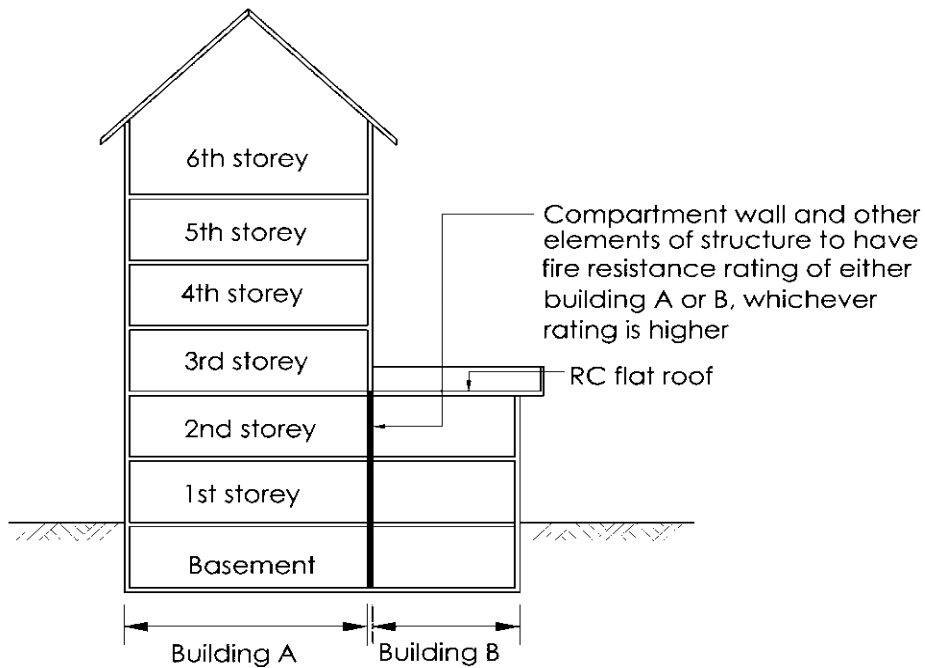 6th storey
5th storey
4th storey
3rd storey
2nd storey
1st storey
Basement
Compartment wall and other
elements of structure to have
fire resistance rating of either
building A or B, whichever
rating is higher
RC flat roof
Building A
Building B